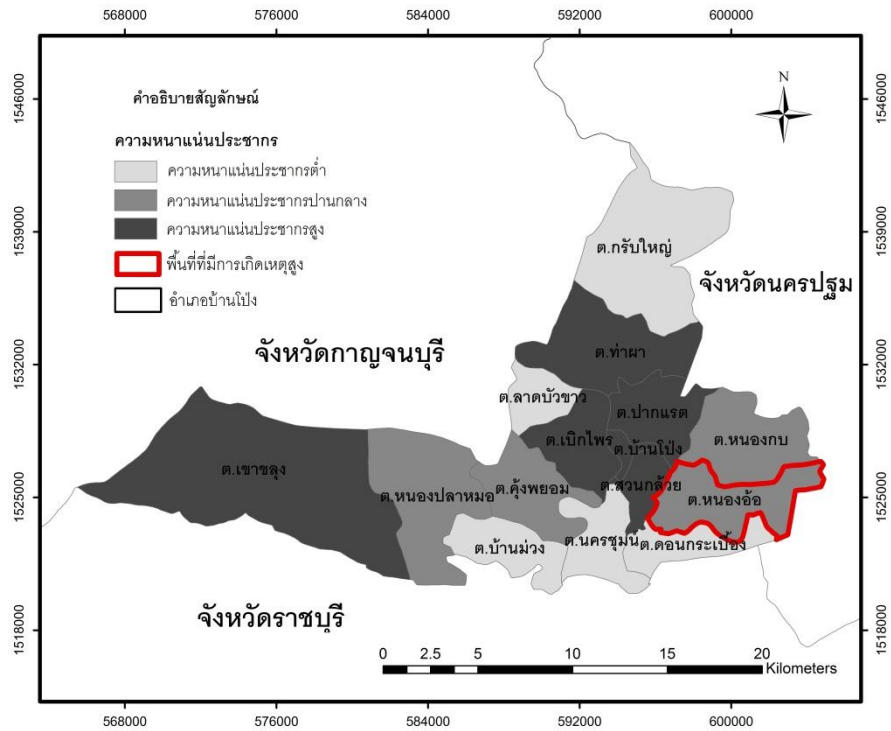 568000 576000 584000 592000 600000
1546000
1539000
1532000
1525000
1518000
คำอธิบายสัญลักษณ์
ความหนาแน่นประชากร
ความหนาแน่นประชากรต่ำ
ความหนาแน่นประชากรปานกลาง
ความหนาแน่นประชากรสูง
พื้นที่ที่มีการเกิดเหตุสูง
อำเภอบ้านโป่ง
N
1546000
1539000
1532000
1525000
1518000
ต.กรับใหญ่
จังหวัดนครปฐม
จังหวัดกาญจนบุรี
ต.ท่าผา
ต.ลาดบัวขาว
ต.ปากแรต
ต.เบิกไพร
ต.บ้านโป่ง
ต.หนองกบ
ต.เขาขลุง
ต.หนองปลาหมอ
ต.คุ้งพยอม
ต.สวนกล้วย
ต.หนองอ้อ
ต.บ้านม่วง
ต.นครชุมน์
ต.ดอนกระเบื้อง
จังหวัดราชบุรี
0 2.5 5 10 15 20
Kilometers
568000 576000 584000 592000 600000